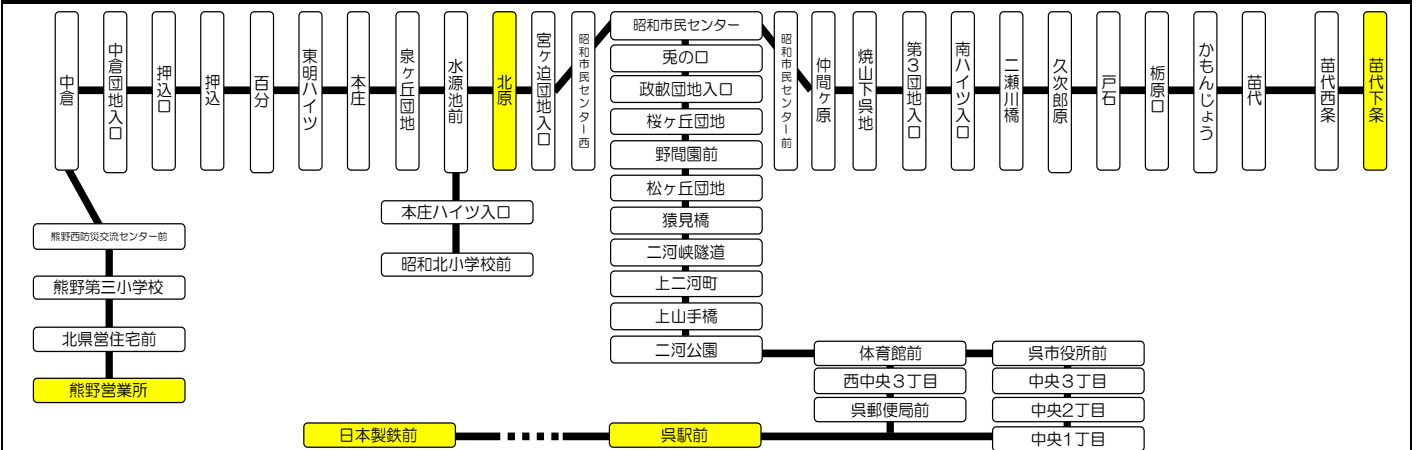 中倉
中倉団地入口
押込口
押込
百分
東明ハイツ
本庄
泉ヶ丘団地
水源池前
北原
宮ヶ迫団地入口
昭和市民センター西
昭和市民センター
兎の口
政畝団地入口
桜ヶ丘団地
野間園前
松ヶ丘団地
猿見橋
二河峡隧道
上二河町
上山手橋
二河公園
昭和市民センター前
仲間ヶ原
焼山下呉地
第3団地入口
南ハイツ入口
二瀬川橋
久次郎原
戸石
栃原口
かもんじょう
苗代
苗代西条
苗代下条
熊野西防災交流センター前
熊野第三小学校
北県営住宅前
熊野営業所
本庄ハイツ入口
昭和北小学校前
体育館前
西中央3丁目
呉郵便局前
呉市役所前
中央3丁目
中央2丁目
中央1丁目
日本製鉄前
呉駅前